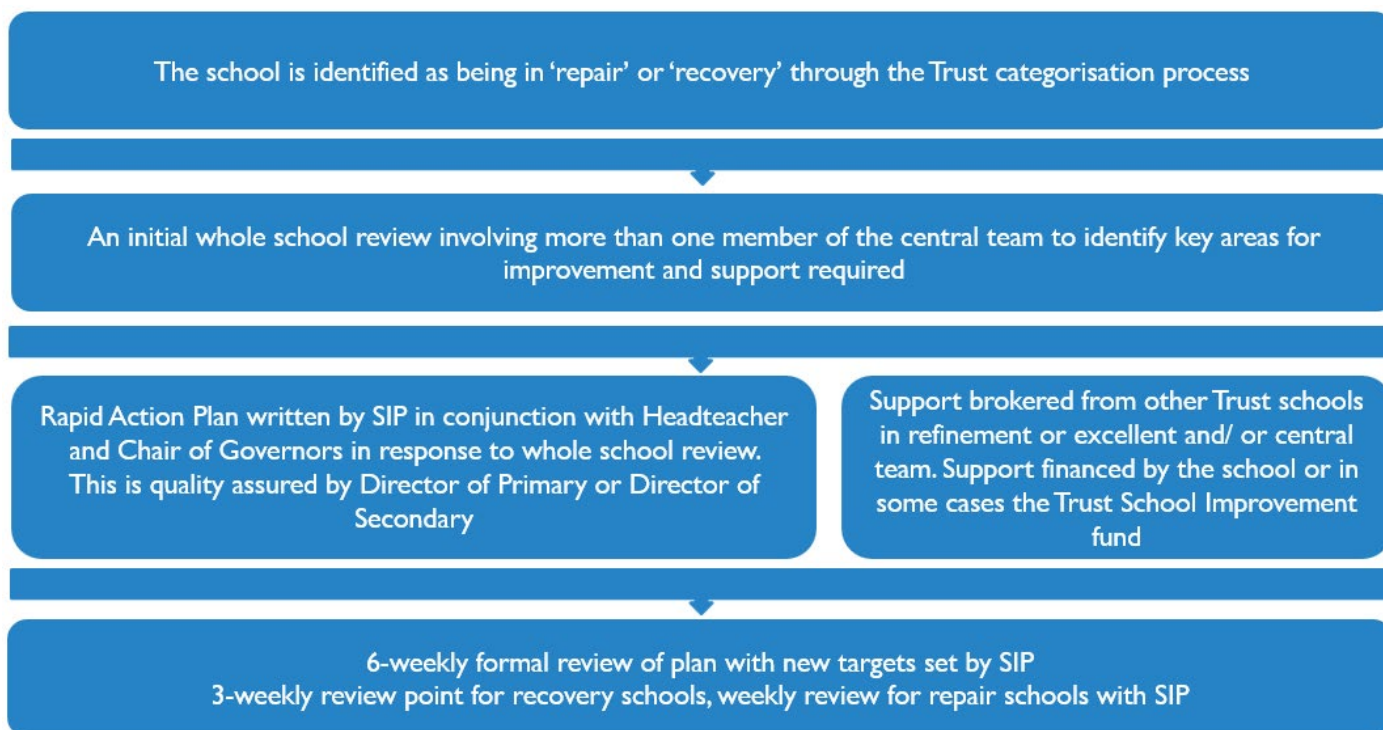 The school is identified as being in ‘repair’ or ‘recovery’ through the Trust categorisation process
An initial whole school review involving more than one member of the central team to identify key areas for
improvement and support required
Rapid Action Plan written by SIP in conjunction with Headteacher
and Chair of Governors in response to whole school review.
This is quality assured by Director of Primary or Director of
Secondary
Support brokered from other Trust schools
in refinement or excellent and/ or central
team. Support financed by the school or in
some cases the Trust School Improvement
fund
6-weekly formal review of plan with new targets set by SIP
3-weekly review point for recovery schools, weekly review for repair schools with SIP